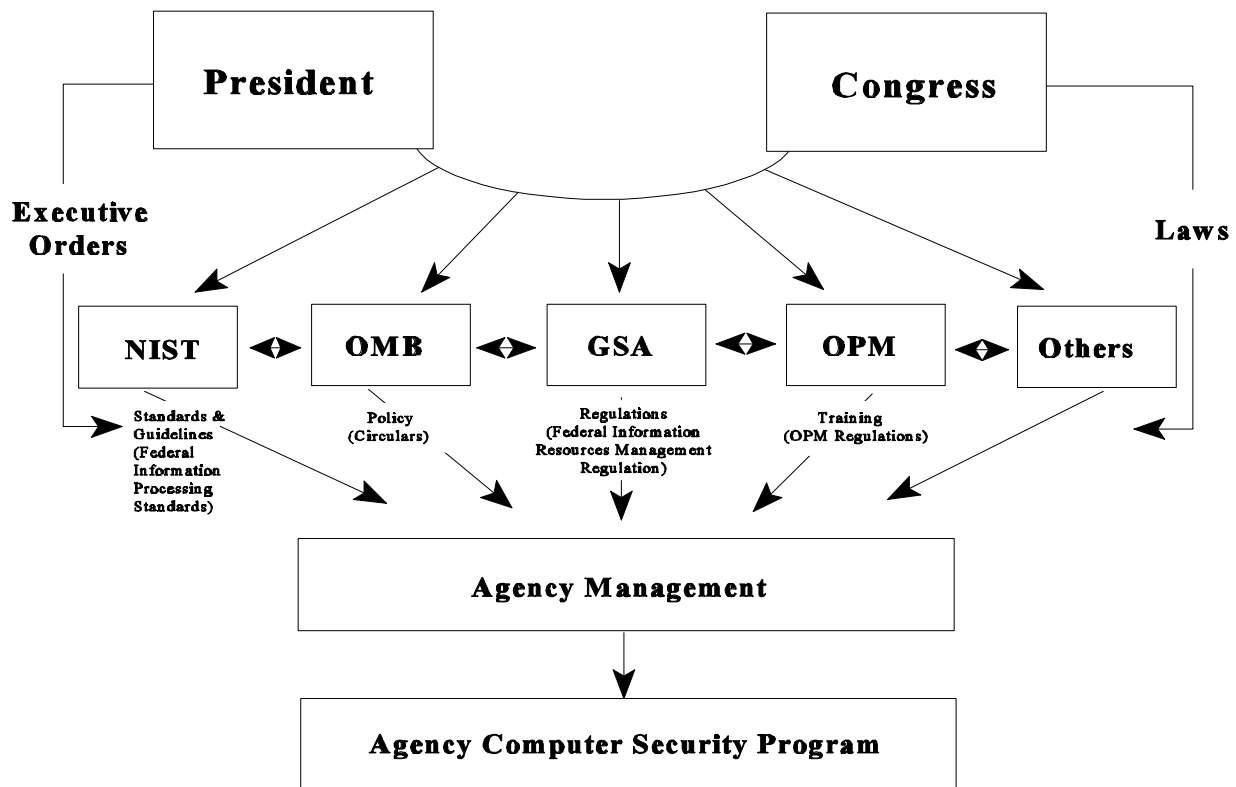 President
Congress
Executive
Orders
Laws
NIST
OMB
GSA
OPM
Others
Standards &
Guidelines
(Federal
Information
Processing
Standards)
Policy
(Circulars)
Regulations
(Federal Information
Resources Management
Regulation)
Training
(OPM Regulations)
Agency Management
Agency Computer Security Program